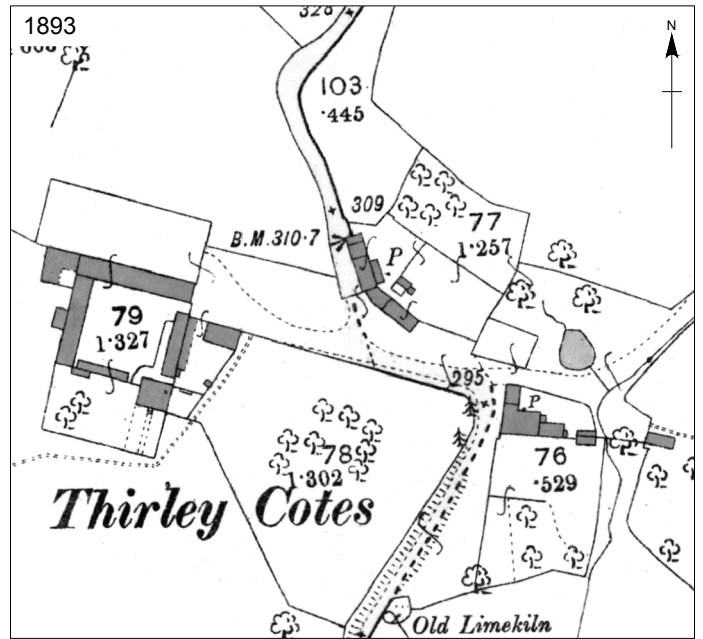 1893
N
328
103
·445
309
B.M. 310·7
P
77
1·257
79
1·327
295
P
78
1·302
76
·529
Thirley Cotes
Old Limekiln